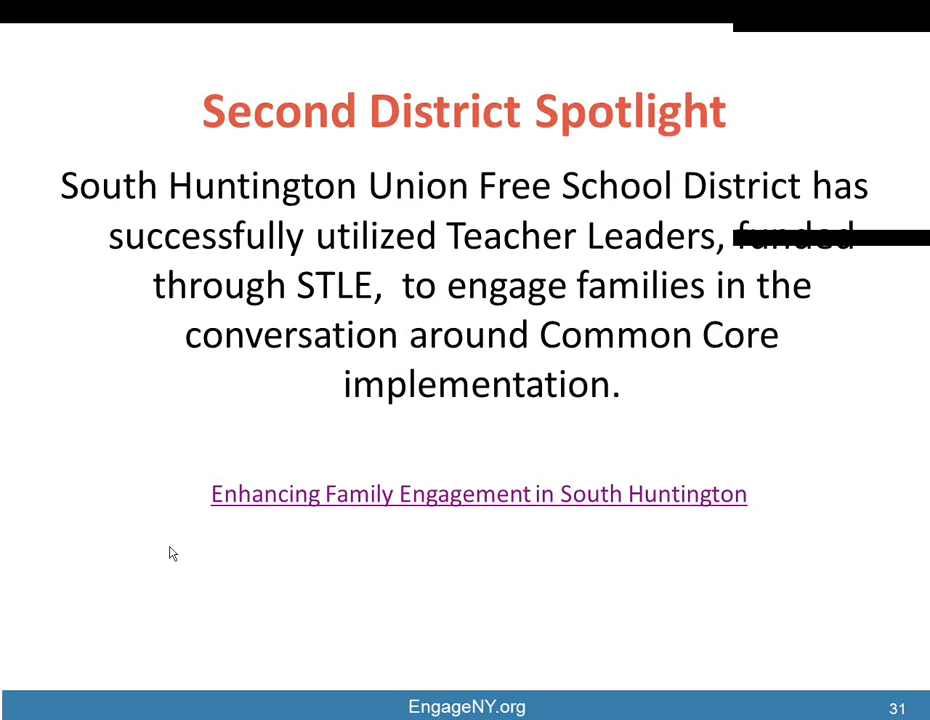 Second District Spotlight
South Huntington Union Free School District has
successfully utilized Teacher Leaders, funded
through STLE,  to engage families in the
conversation around Common Core
implementation.
Enhancing Family Engagement in South Huntington
EngageNY.org
31